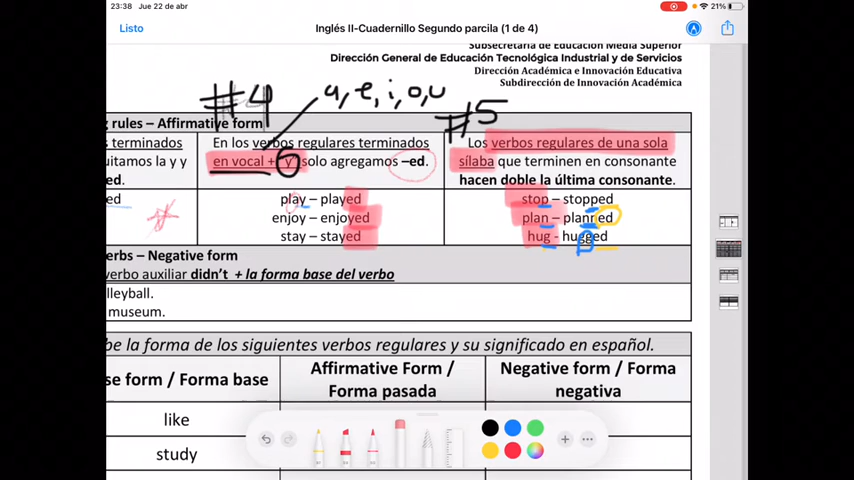 23:38 Jue 22 de abr 21%
Listo Inglés II-Cuadernillo Segundo parcila (1 de 4)
Subsecretaría de Educación Media Superior
Dirección General de Educación Tecnológica Industrial y de Servicios
Dirección Académica e Innovación Educativa
Subdirección de Innovación Académica
#4 a, e, i, o, u #5
g rules – Affirmative form
s terminados
uitamos la y y
ed.
En los verbos regulares terminados
en vocal + y solo agregamos –ed.
Los verbos regulares de una sola
sílaba que terminen en consonante
hacen doble la última consonante.
ed
play – played
enjoy – enjoyed
stay – stayed
stop – stopped
plan – planned
hug - hugged
erbs – Negative form
verbo auxiliar didn't + la forma base del verbo
lleyball.
museum.
be la forma de los siguientes verbos regulares y su significado en español.
se form / Forma base
Affirmative Form /
Forma pasada
Negative form / Forma
negativa
like
study